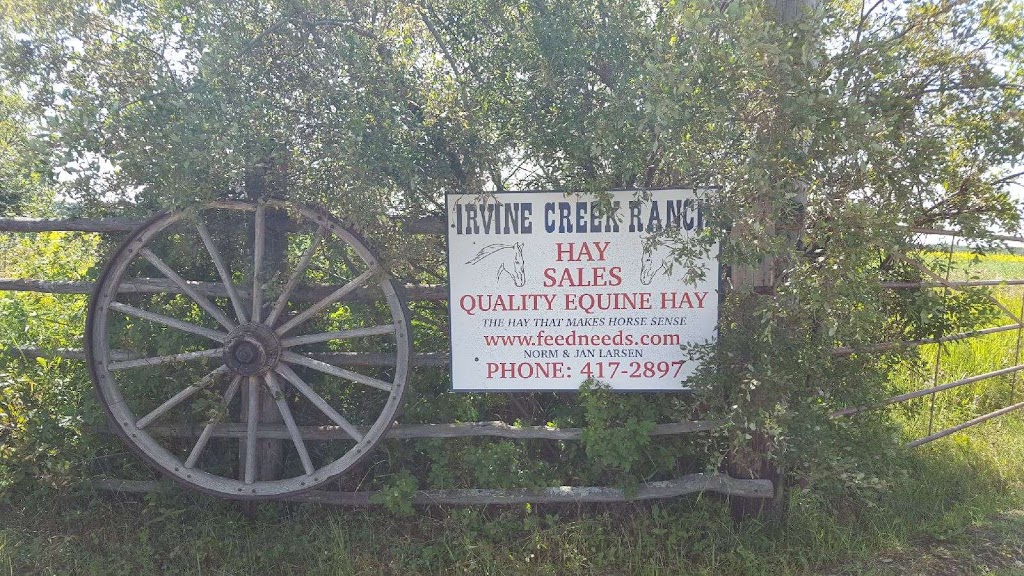 IRVINE CREEK RANCH
HAY
SALES
QUALITY EQUINE HAY
THE HAY THAT MAKES HORSE SENSE
www.feedneeds.com
NORM & JAN LARSEN
PHONE: 417-2897